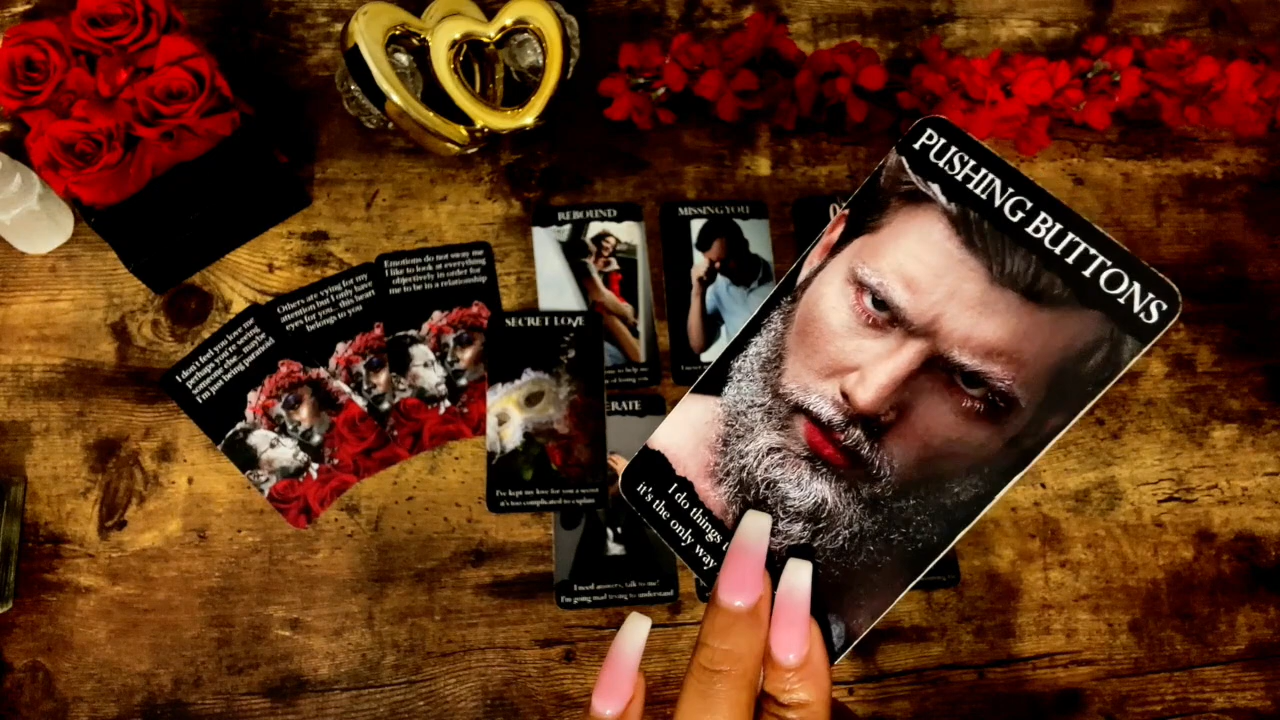 PUSHING BUTTONS
I do things
it's the only way
REBOUND
MISSING YOU
I don't feel you love me
perhaps you're seeing
someone else... maybe
I'm just being paranoid
Others are vying for my
attention but I only have
eyes for you... this heart
belongs to you
Emotions do not sway me
I like to look at everything
objectively in order for
me to be in a relationship
SECRET LOVE
I've kept my love for you a secret
it's too complicated to explain
ERATE
I need answers, talk to me!
I'm going mad trying to understand